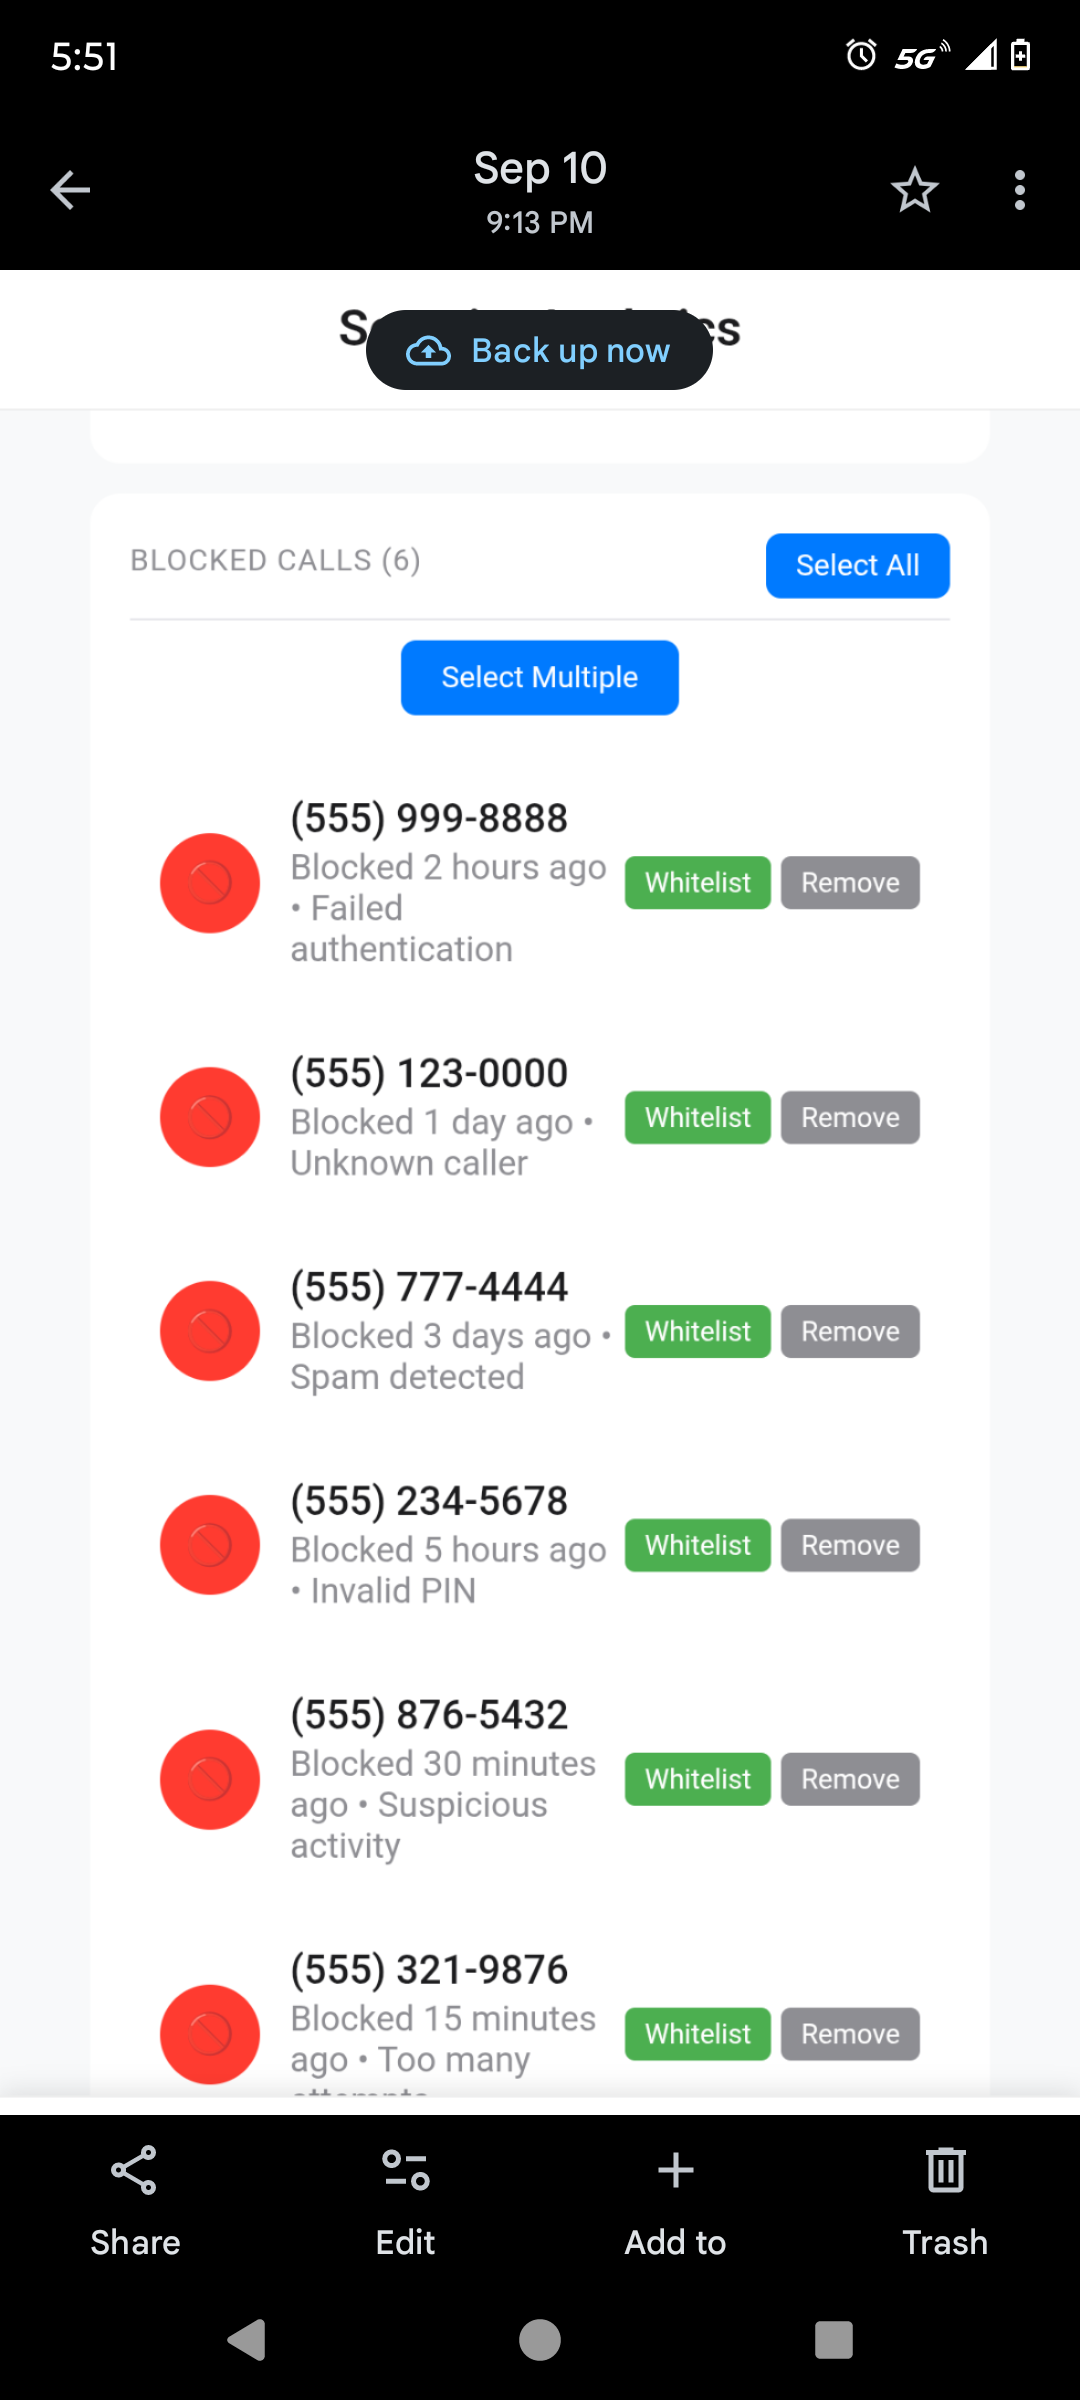 5:51
5G
Sep 10
9:13 PM
Back up now
BLOCKED CALLS (6)
Select All
Select Multiple
(555) 999-8888
Blocked 2 hours ago
• Failed
authentication
Whitelist
Remove
(555) 123-0000
Blocked 1 day ago •
Unknown caller
Whitelist
Remove
(555) 777-4444
Blocked 3 days ago •
Spam detected
Whitelist
Remove
(555) 234-5678
Blocked 5 hours ago
• Invalid PIN
Whitelist
Remove
(555) 876-5432
Blocked 30 minutes
ago • Suspicious
activity
Whitelist
Remove
(555) 321-9876
Blocked 15 minutes
ago • Too many
Whitelist
Remove
Share
Edit
Add to
Trash